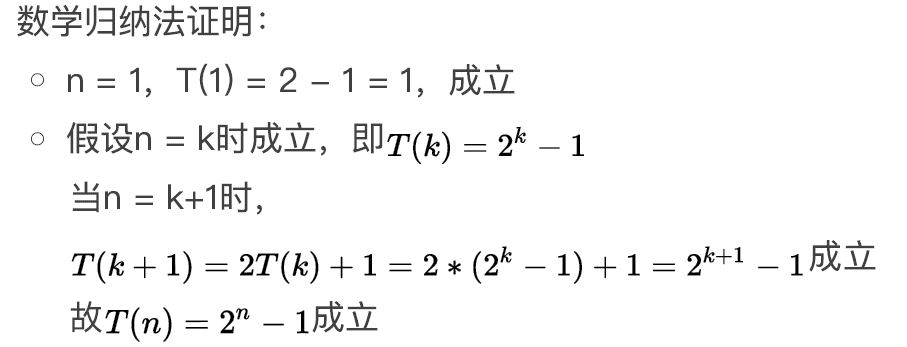 数学归纳法证明：
○ n = 1，T(1) = 2 – 1 = 1，成立
○ 假设n = k时成立，即T(k) = 2^k − 1
当n = k+1时，
T(k + 1) = 2T(k) + 1 = 2 ∗ (2^k − 1) + 1 = 2^{k+1} − 1成立
故T(n) = 2^n − 1成立